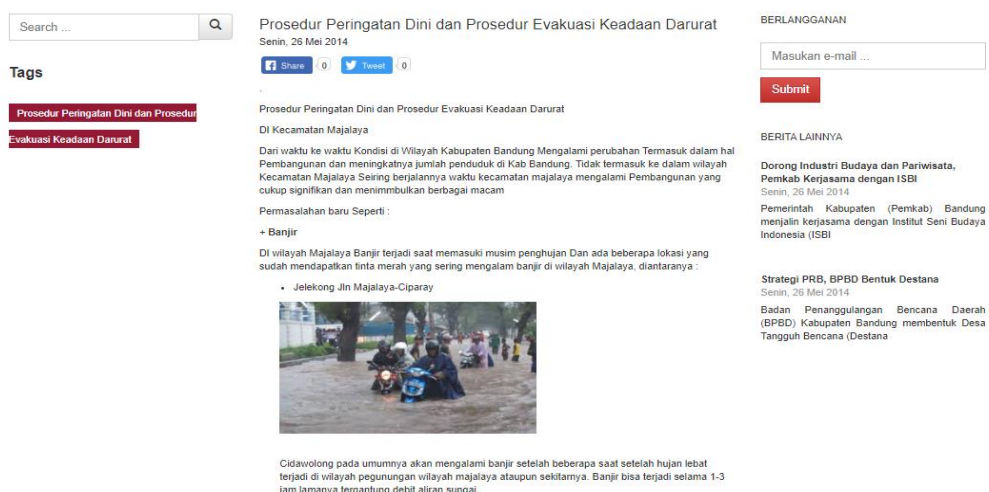 Search ...
Tags
Prosedur Peringatan Dini dan Prosedur
Evakuasi Keadaan Darurat
Prosedur Peringatan Dini dan Prosedur Evakuasi Keadaan Darurat
Senin, 26 Mei 2014
Share 0 Tweet 0
.
Prosedur Peringatan Dini dan Prosedur Evakuasi Keadaan Darurat
DI Kecamatan Majalaya
Dari waktu ke waktu Kondisi di Wilayah Kabupaten Bandung Mengalami perubahan Termasuk dalam hal
Pembangunan dan meningkatnya jumlah penduduk di Kab Bandung. Tidak termasuk ke dalam wilayah
Kecamatan Majalaya Seiring berjalannya waktu kecamatan majalaya mengalami Pembangunan yang
cukup signifikan dan menimmbulkan berbagai macam
Permasalahan baru Seperti :
+ Banjir
DI wilayah Majalaya Banjir terjadi saat memasuki musim penghujan Dan ada beberapa lokasi yang
sudah mendapatkan tinta merah yang sering mengalam banjir di wilayah Majalaya, diantaranya :
• Jelekong Jln Majalaya-Ciparay
Cidawolong pada umumnya akan mengalami banjir setelah beberapa saat setelah hujan lebat
terjadi di wilayah pegunungan wilayah majalaya ataupun sekitarnya. Banjir bisa terjadi selama 1-3
jam lamanya tergantung debit aliran sungai
BERLANGGANAN
Masukan e-mail ...
Submit
BERITA LAINNYA
Dorong Industri Budaya dan Pariwisata,
Pemkab Kerjasama dengan ISBI
Senin, 26 Mei 2014
Pemerintah Kabupaten (Pemkab) Bandung
menjalin kerjasama dengan Institut Seni Budaya
Indonesia (ISBI
Strategi PRB, BPBD Bentuk Destana
Senin, 26 Mei 2014
Badan Penanggulangan Bencana Daerah
(BPBD) Kabupaten Bandung membentuk Desa
Tangguh Bencana (Destana